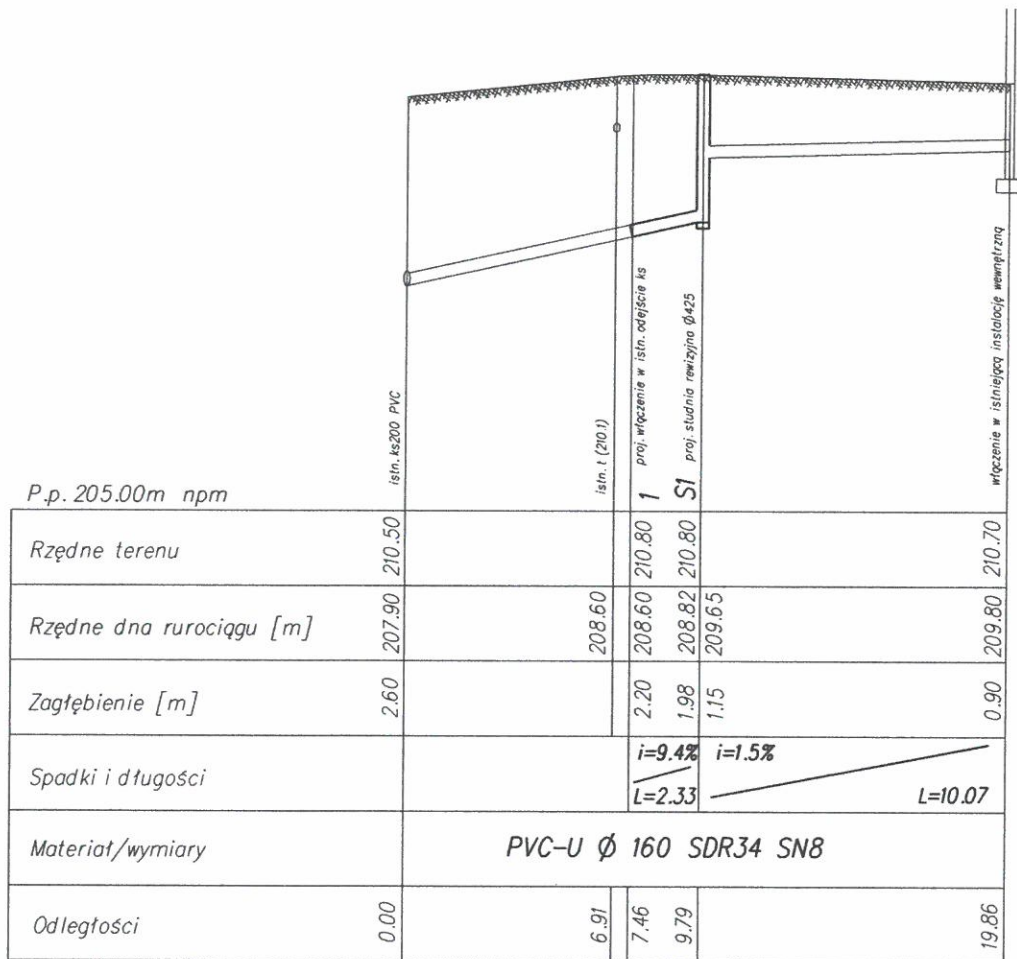 istn. ks200 PVC
istn. t (210.1)
1 proj. włączenie w istn. odejście ks
S1 proj. studnia rewizyjna Ø425
włączenie w istniejącą instalację wewnętrzną
P.p. 205.00m npm
Rzędne terenu 210.50 210.80 210.80 210.70
Rzędne dna rurociągu [m] 207.90 208.60 208.60 208.82 209.65 209.80
Zagłębienie [m] 2.60 2.20 1.98 1.15 0.90
Spadki i długości i=9.4% i=1.5%
L=2.33 L=10.07
Materiał/wymiary PVC-U Ø 160 SDR34 SN8
Odległości 0.00 6.91 7.46 9.79 19.86